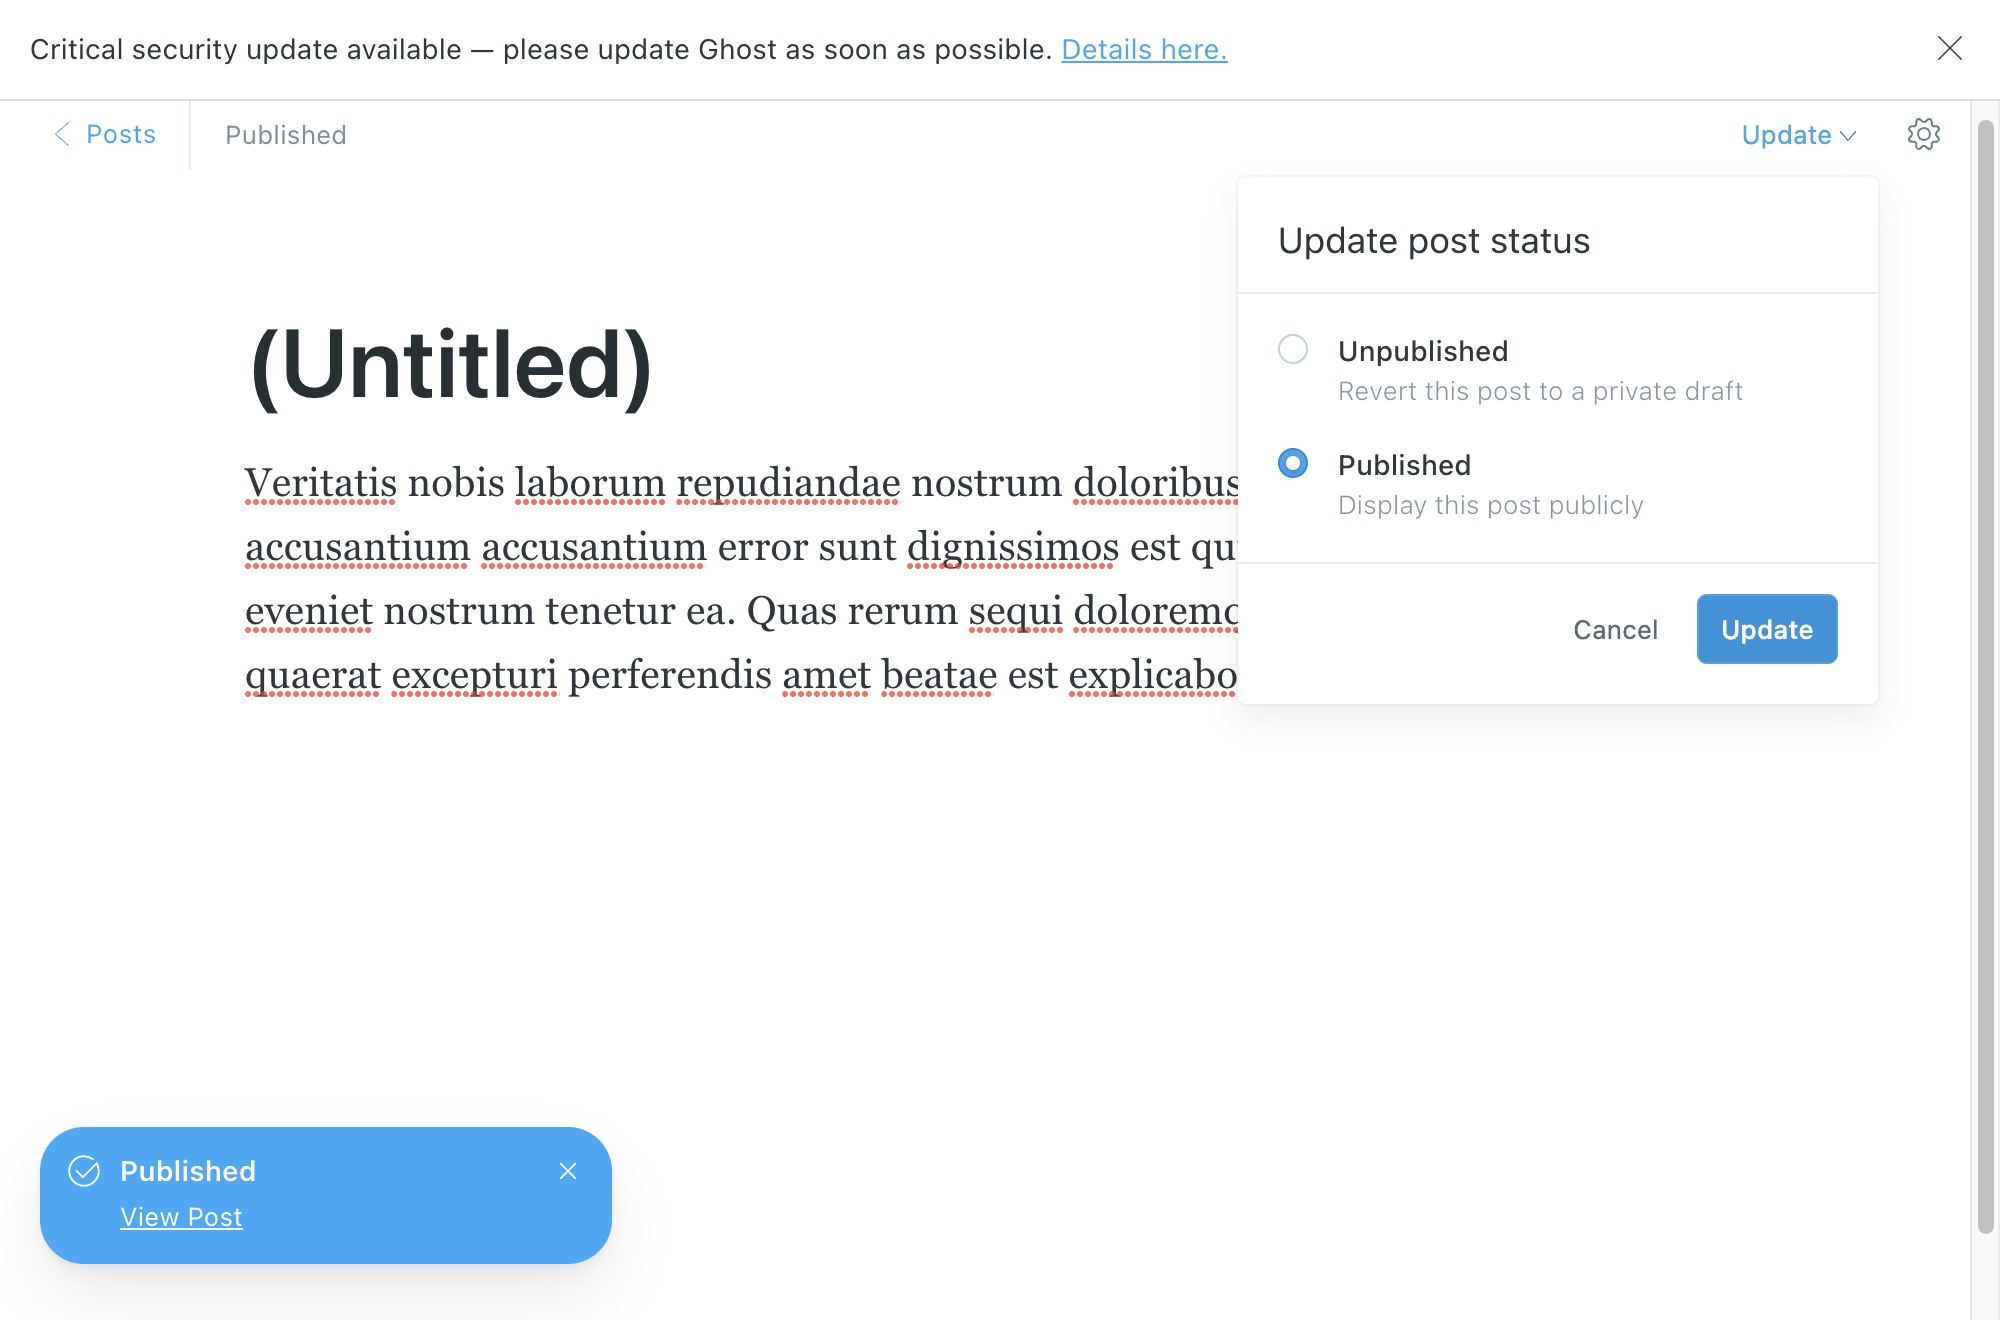 Critical security update available — please update Ghost as soon as possible. Details here.
Posts
Published
Update
Update post status
Unpublished
Revert this post to a private draft
Published
Display this post publicly
Cancel
Update
(Untitled)
Veritatis nobis laborum repudiandae nostrum doloribus
accusantium accusantium error sunt dignissimos est
eveniet nostrum tenetur ea. Quas rerum sequi
quaerat excepturi perferendis amet beatae est explicabo
Published
View Post